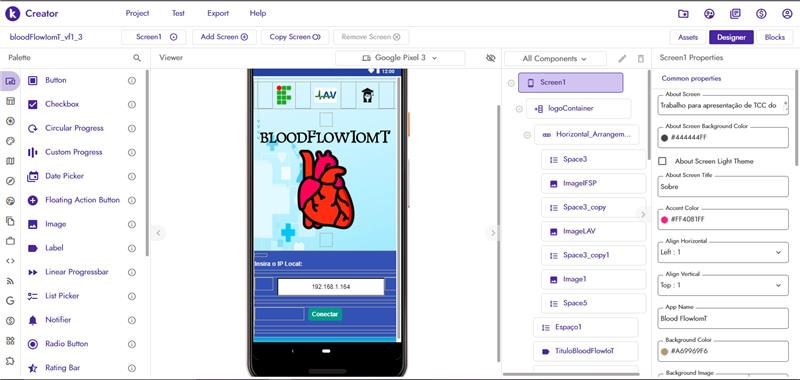 Creator
Project
Test
Export
Help
bloodFlowIomT_vf1_3
Screen1
Add Screen
Copy Screen
Remove Screen
Assets
Designer
Blocks
Palette
Viewer
Google Pixel 3
All Components
Screen1 Properties
Button
Checkbox
Circular Progress
Custom Progress
Date Picker
Floating Action Button
Image
Label
Linear Progressbar
List Picker
Notifier
Radio Button
Rating Bar
12:00
LAV
BLOODFLOWIOMT
Insira o IP Local:
192.168.1.164
Conectar
Screen1
logoContainer
Horizontal_Arrangem...
Space3
ImageIFSP
Space3_copy
ImageLAV
Space3_copy1
Image1
Space5
Espaço1
TituloBloodFlowIoT
Common properties
About Screen
Trabalho para apresentação de TCC do
About Screen Background Color
#444444FF
About Screen Light Theme
About Screen Title
Sobre
Accent Color
#FF4081FF
Align Horizontal
Left : 1
Align Vertical
Top : 1
App Name
Blood FlowIomT
Background Color
#A69969F6
Background Image